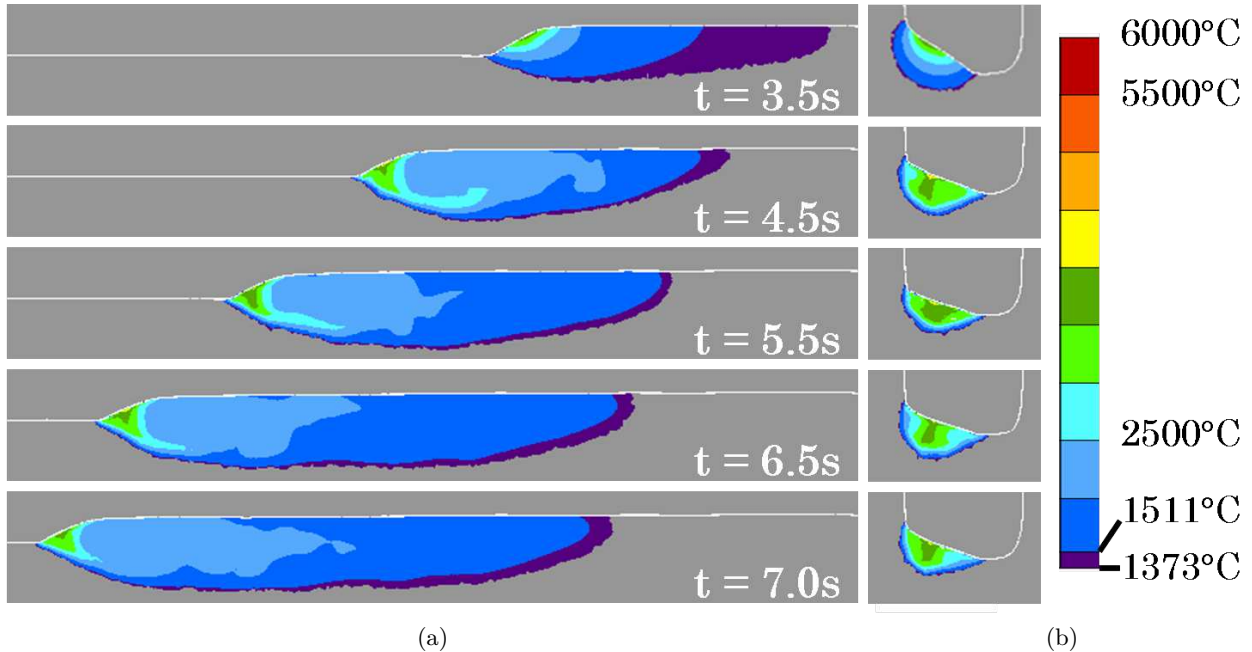 t = 3.5s
t = 4.5s
t = 5.5s
t = 6.5s
t = 7.0s
6000°C
5500°C
2500°C
1511°C
1373°C
(a)
(b)